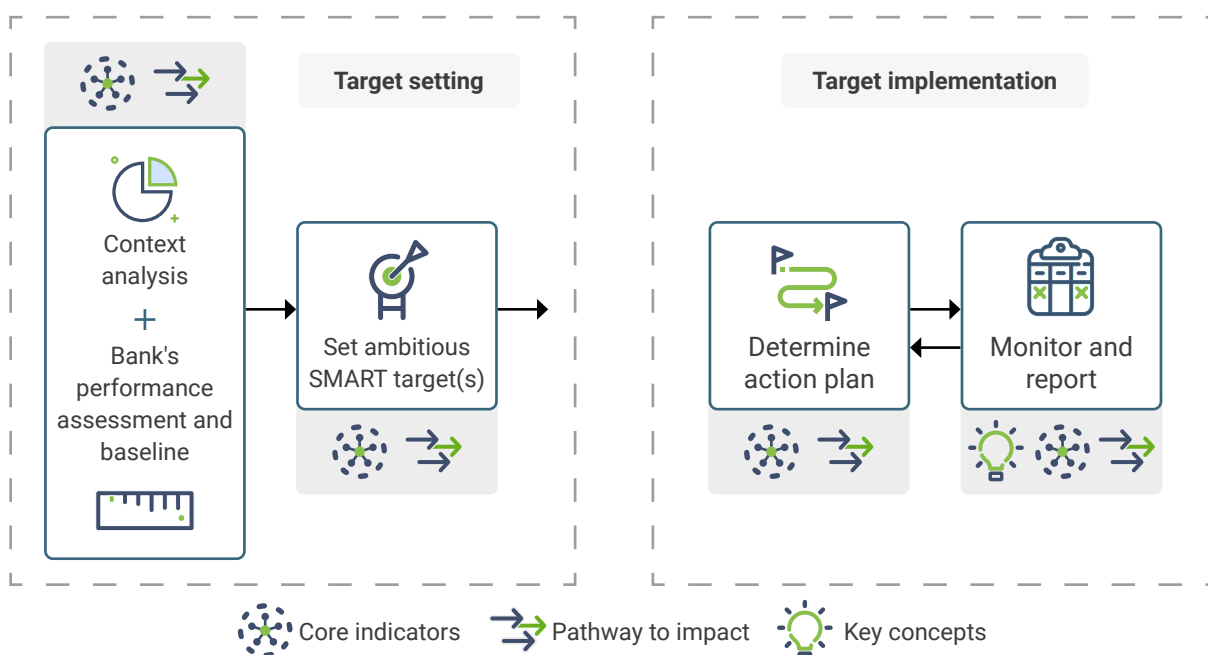 Target setting
Context
analysis
+
Bank's
performance
assessment and
baseline
Set ambitious
SMART target(s)
Target implementation
Determine
action plan
Monitor and
report
Core indicators
Pathway to impact
Key concepts